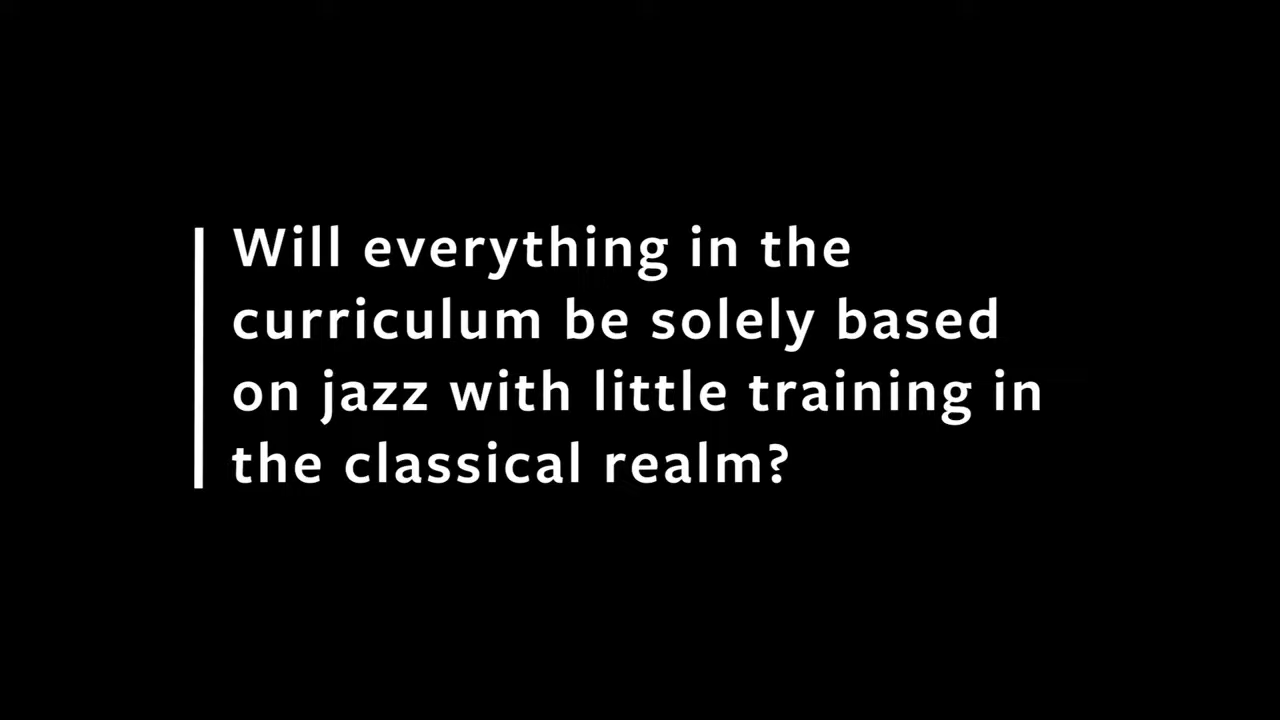 Will everything in the
curriculum be solely based
on jazz with little training in
the classical realm?